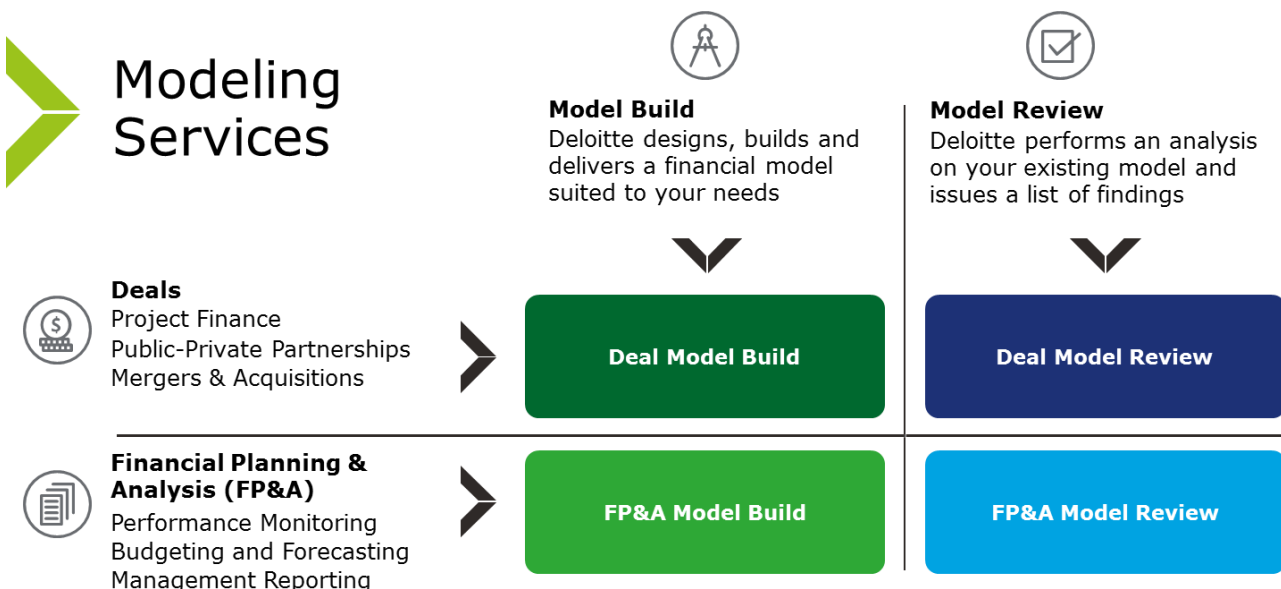 Modeling
Services
Model Build
Deloitte designs, builds and
delivers a financial model
suited to your needs
Model Review
Deloitte performs an analysis
on your existing model and
issues a list of findings
Deals
Project Finance
Public-Private Partnerships
Mergers & Acquisitions
Deal Model Build
Deal Model Review
Financial Planning &
Analysis (FP&A)
Performance Monitoring
Budgeting and Forecasting
Management Reporting
FP&A Model Build
FP&A Model Review